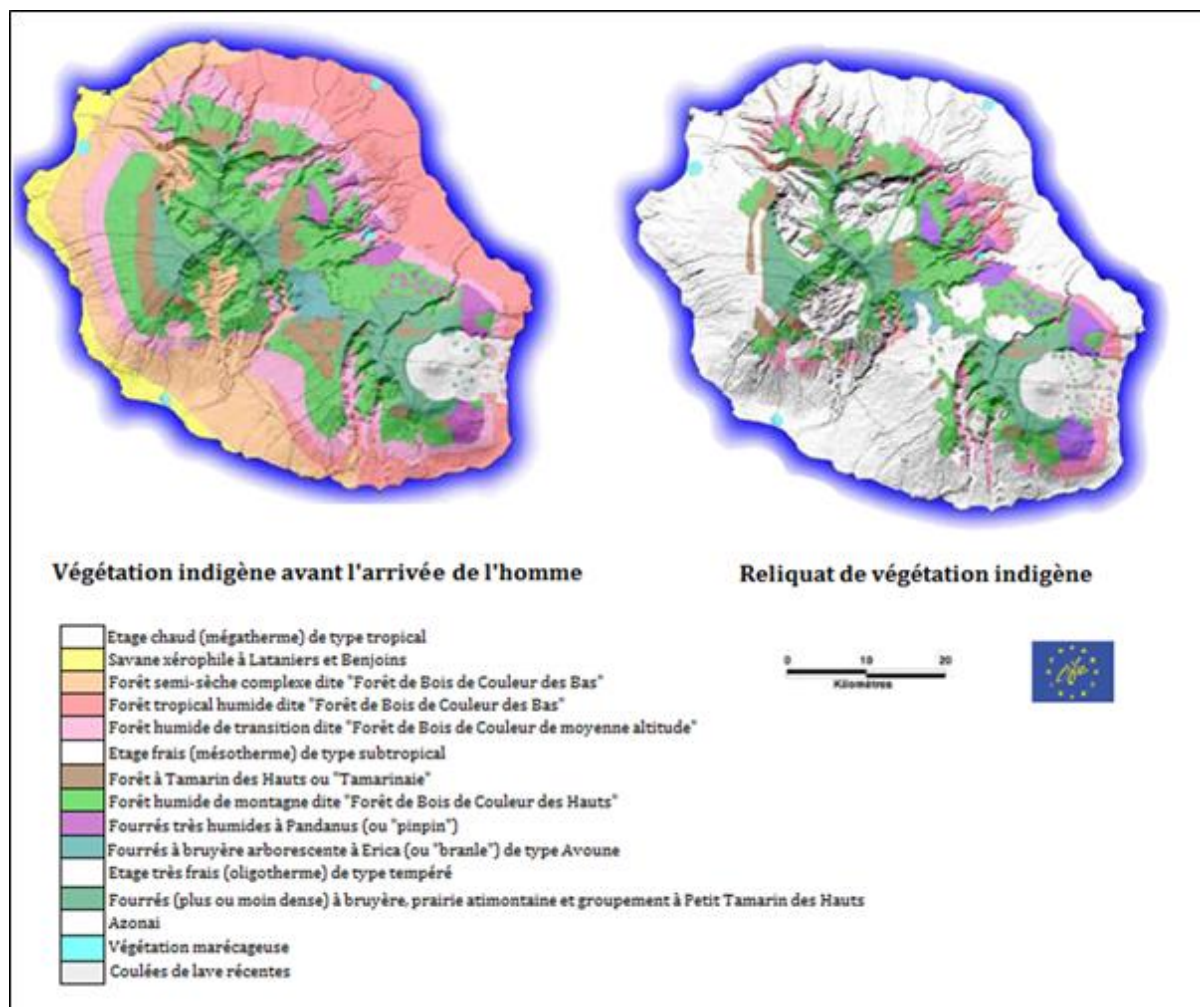 Végétation indigène avant l'arrivée de l'homme
Reliquat de végétation indigène
Etage chaud (mégatherme) de type tropical
Savane xérophile à Lataniers et Benjoins
Forêt semi-sèche complexe dite "Forêt de Bois de Couleur des Bas"
Forêt tropical humide dite "Forêt de Bois de Couleur des Bas"
Forêt humide de transition dite "Forêt de Bois de Couleur de moyenne altitude"
Etage frais (mésotherme) de type subtropical
Forêt à Tamarin des Hauts ou "Tamarinaie"
Forêt humide de montagne dite "Forêt de Bois de Couleur des Hauts"
Fourrés très humides à Pandanus (ou "pinpin")
Fourrés à bruyère arborescente à Erica (ou "branle") de type Avoune
Etage très frais (oligotherme) de type tempéré
Fourrés (plus ou moin dense) à bruyère, prairie atimontaine et groupement à Petit Tamarin des Hauts
Azonai
Végétation marécageuse
Coulées de lave récentes
0 10 20
Kilomètres
life